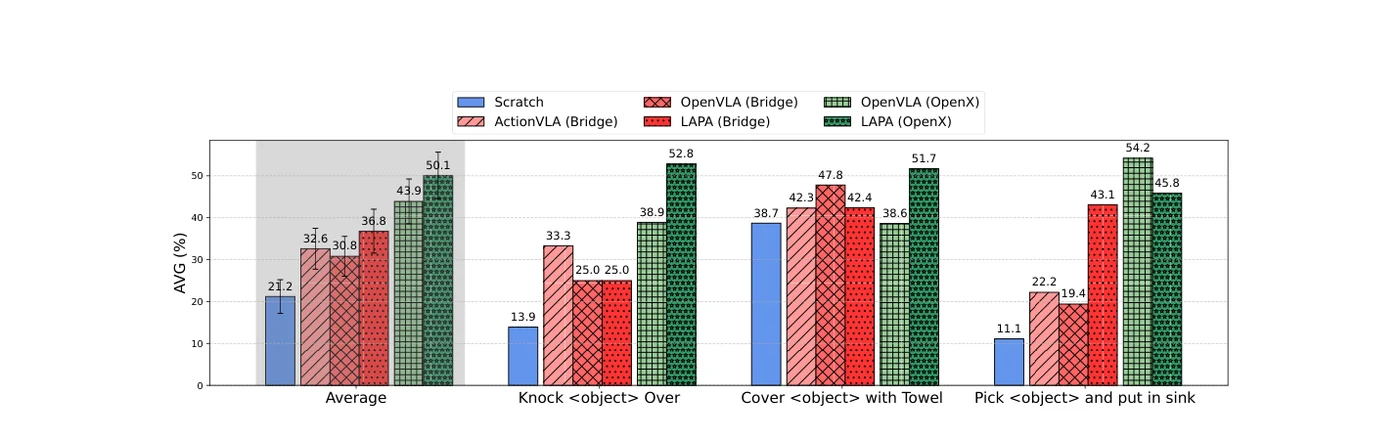 Scratch OpenVLA (Bridge) OpenVLA (OpenX)
ActionVLA (Bridge) LAPA (Bridge) LAPA (OpenX)
AVG (%)
50
40
30
20
10
0
21.2 32.6 30.8 36.8 43.9 50.1
13.9 33.3 25.0 25.0 38.9 52.8
38.7 42.3 47.8 42.4 38.6 51.7
11.1 22.2 19.4 43.1 54.2 45.8
Average Knock <object> Over Cover <object> with Towel Pick <object> and put in sink